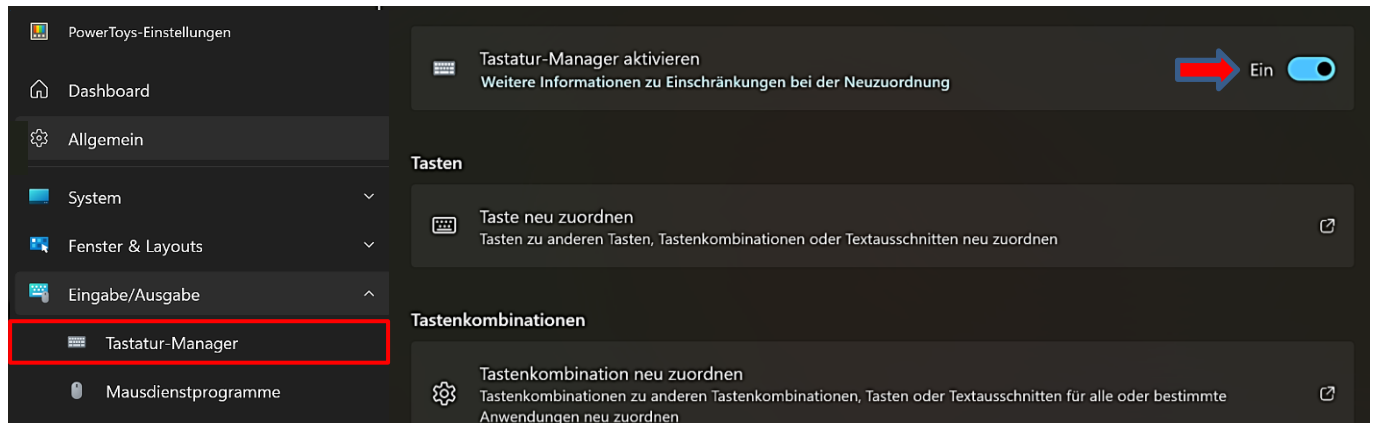 PowerToys-Einstellungen
Dashboard
Allgemein
System
Fenster & Layouts
Eingabe/Ausgabe
Tastatur-Manager
Mausdienstprogramme
Tastatur-Manager aktivieren
Weitere Informationen zu Einschränkungen bei der Neuzuordnung
Ein
Tasten
Taste neu zuordnen
Tasten zu anderen Tasten, Tastenkombinationen oder Textausschnitten neu zuordnen
Tastenkombinationen
Tastenkombination neu zuordnen
Tastenkombinationen zu anderen Tastenkombinationen, Tasten oder Textausschnitten für alle oder bestimmte
Anwendungen neu zuordnen